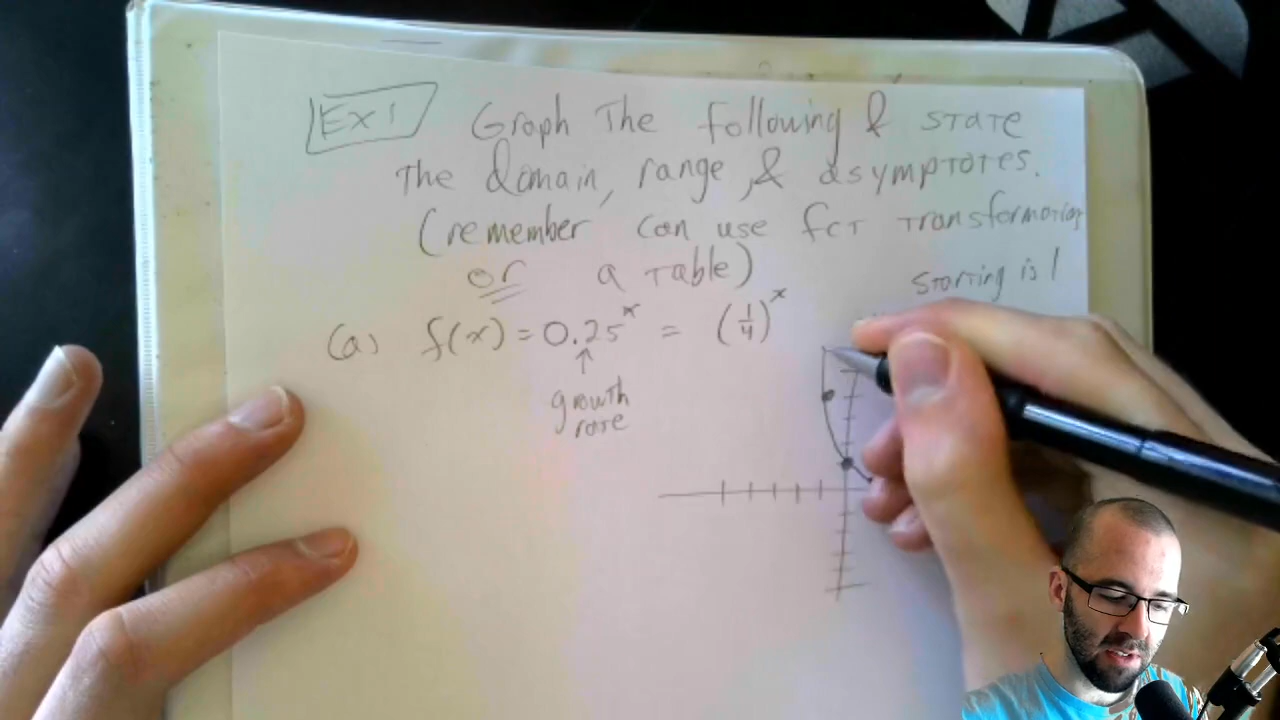 Ex 1 Graph The following & STATE
The domain, range, & asympTOTES.
(remember can use fcT Transformation
or a Table)
STarTing is 1
(a) f(x) = 0.25^x = (1/4)^x
growth
rate